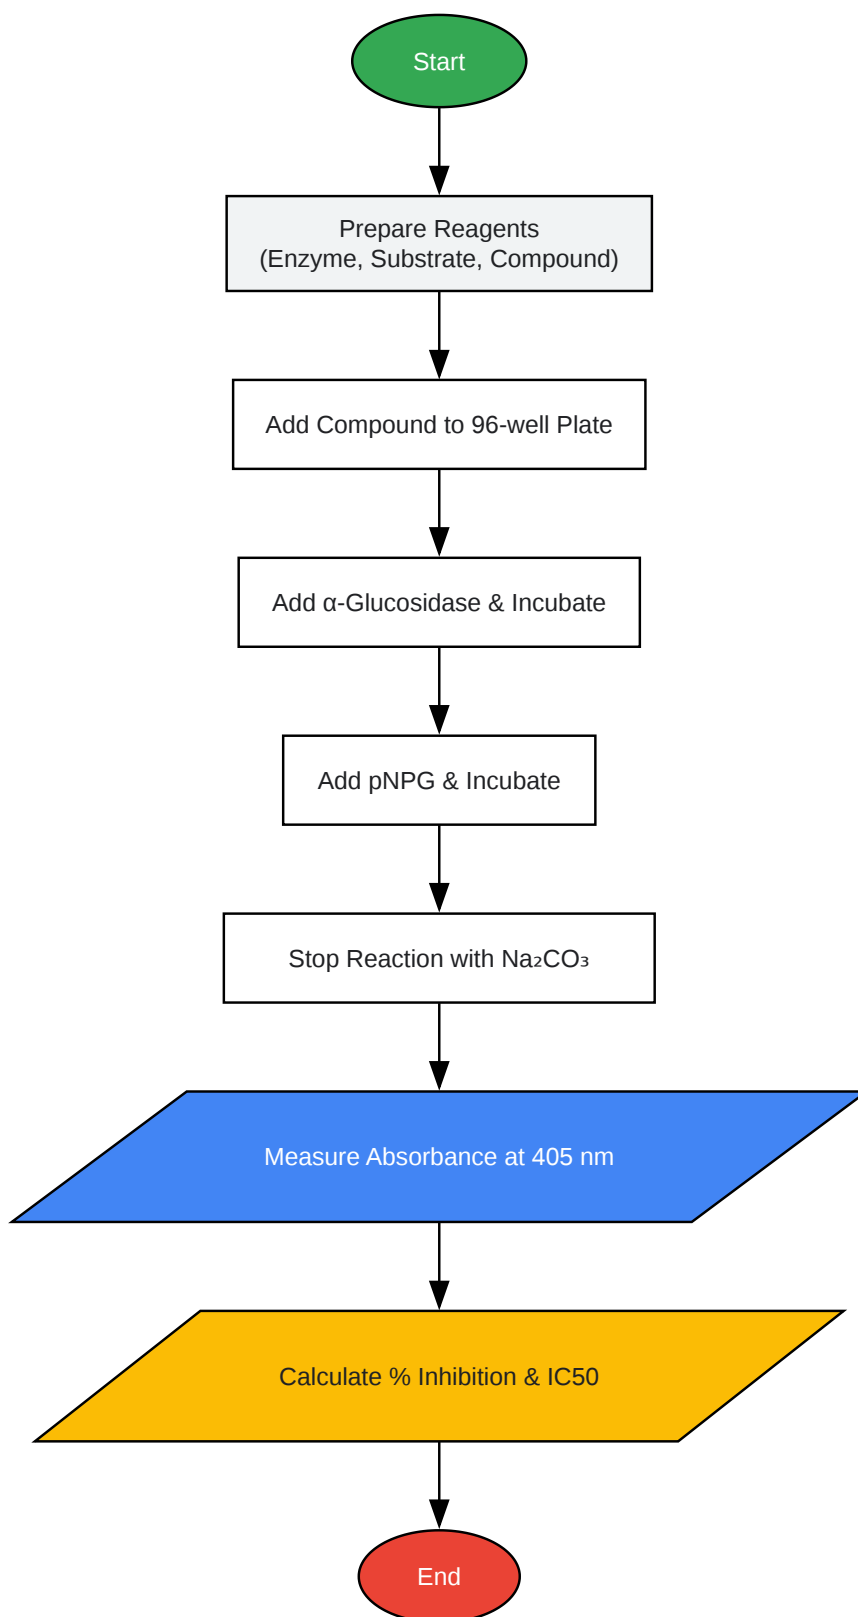 Start
Prepare Reagents
(Enzyme, Substrate, Compound)
Add Compound to 96-well Plate
Add α-Glucosidase & Incubate
Add pNPG & Incubate
Stop Reaction with Na₂CO₃
Measure Absorbance at 405 nm
Calculate % Inhibition & IC50
End